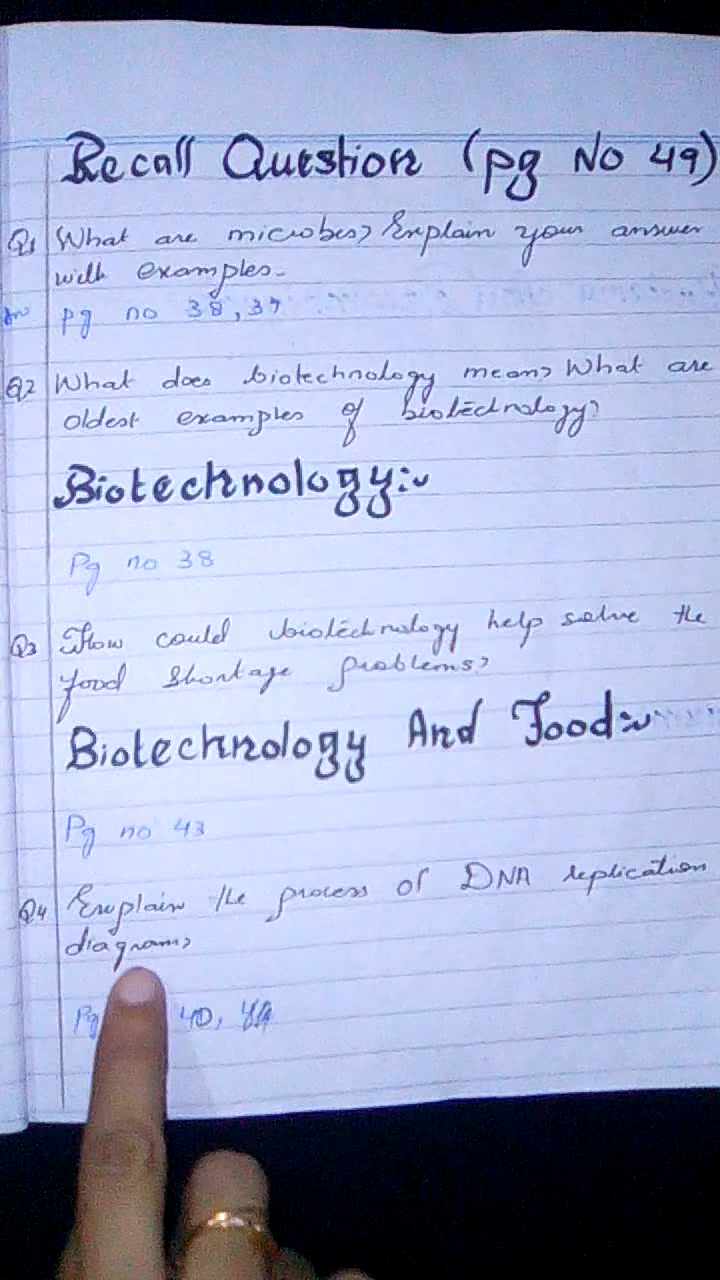 Recall Question (pg No 49)
Q1 What are microbes? Explain your answer
with examples.
Ans pg no 38,37
Q2 What does biotechnology mean? What are
oldest examples of biotechnology?
Biotechnology:~
Pg no 38
Q3 How could biotechnology help solve the
food shortage problems?
Biotechnology And Food:~
Pg no 43
Q4 Explain the process of DNA replication
diagram?
Pg 40,